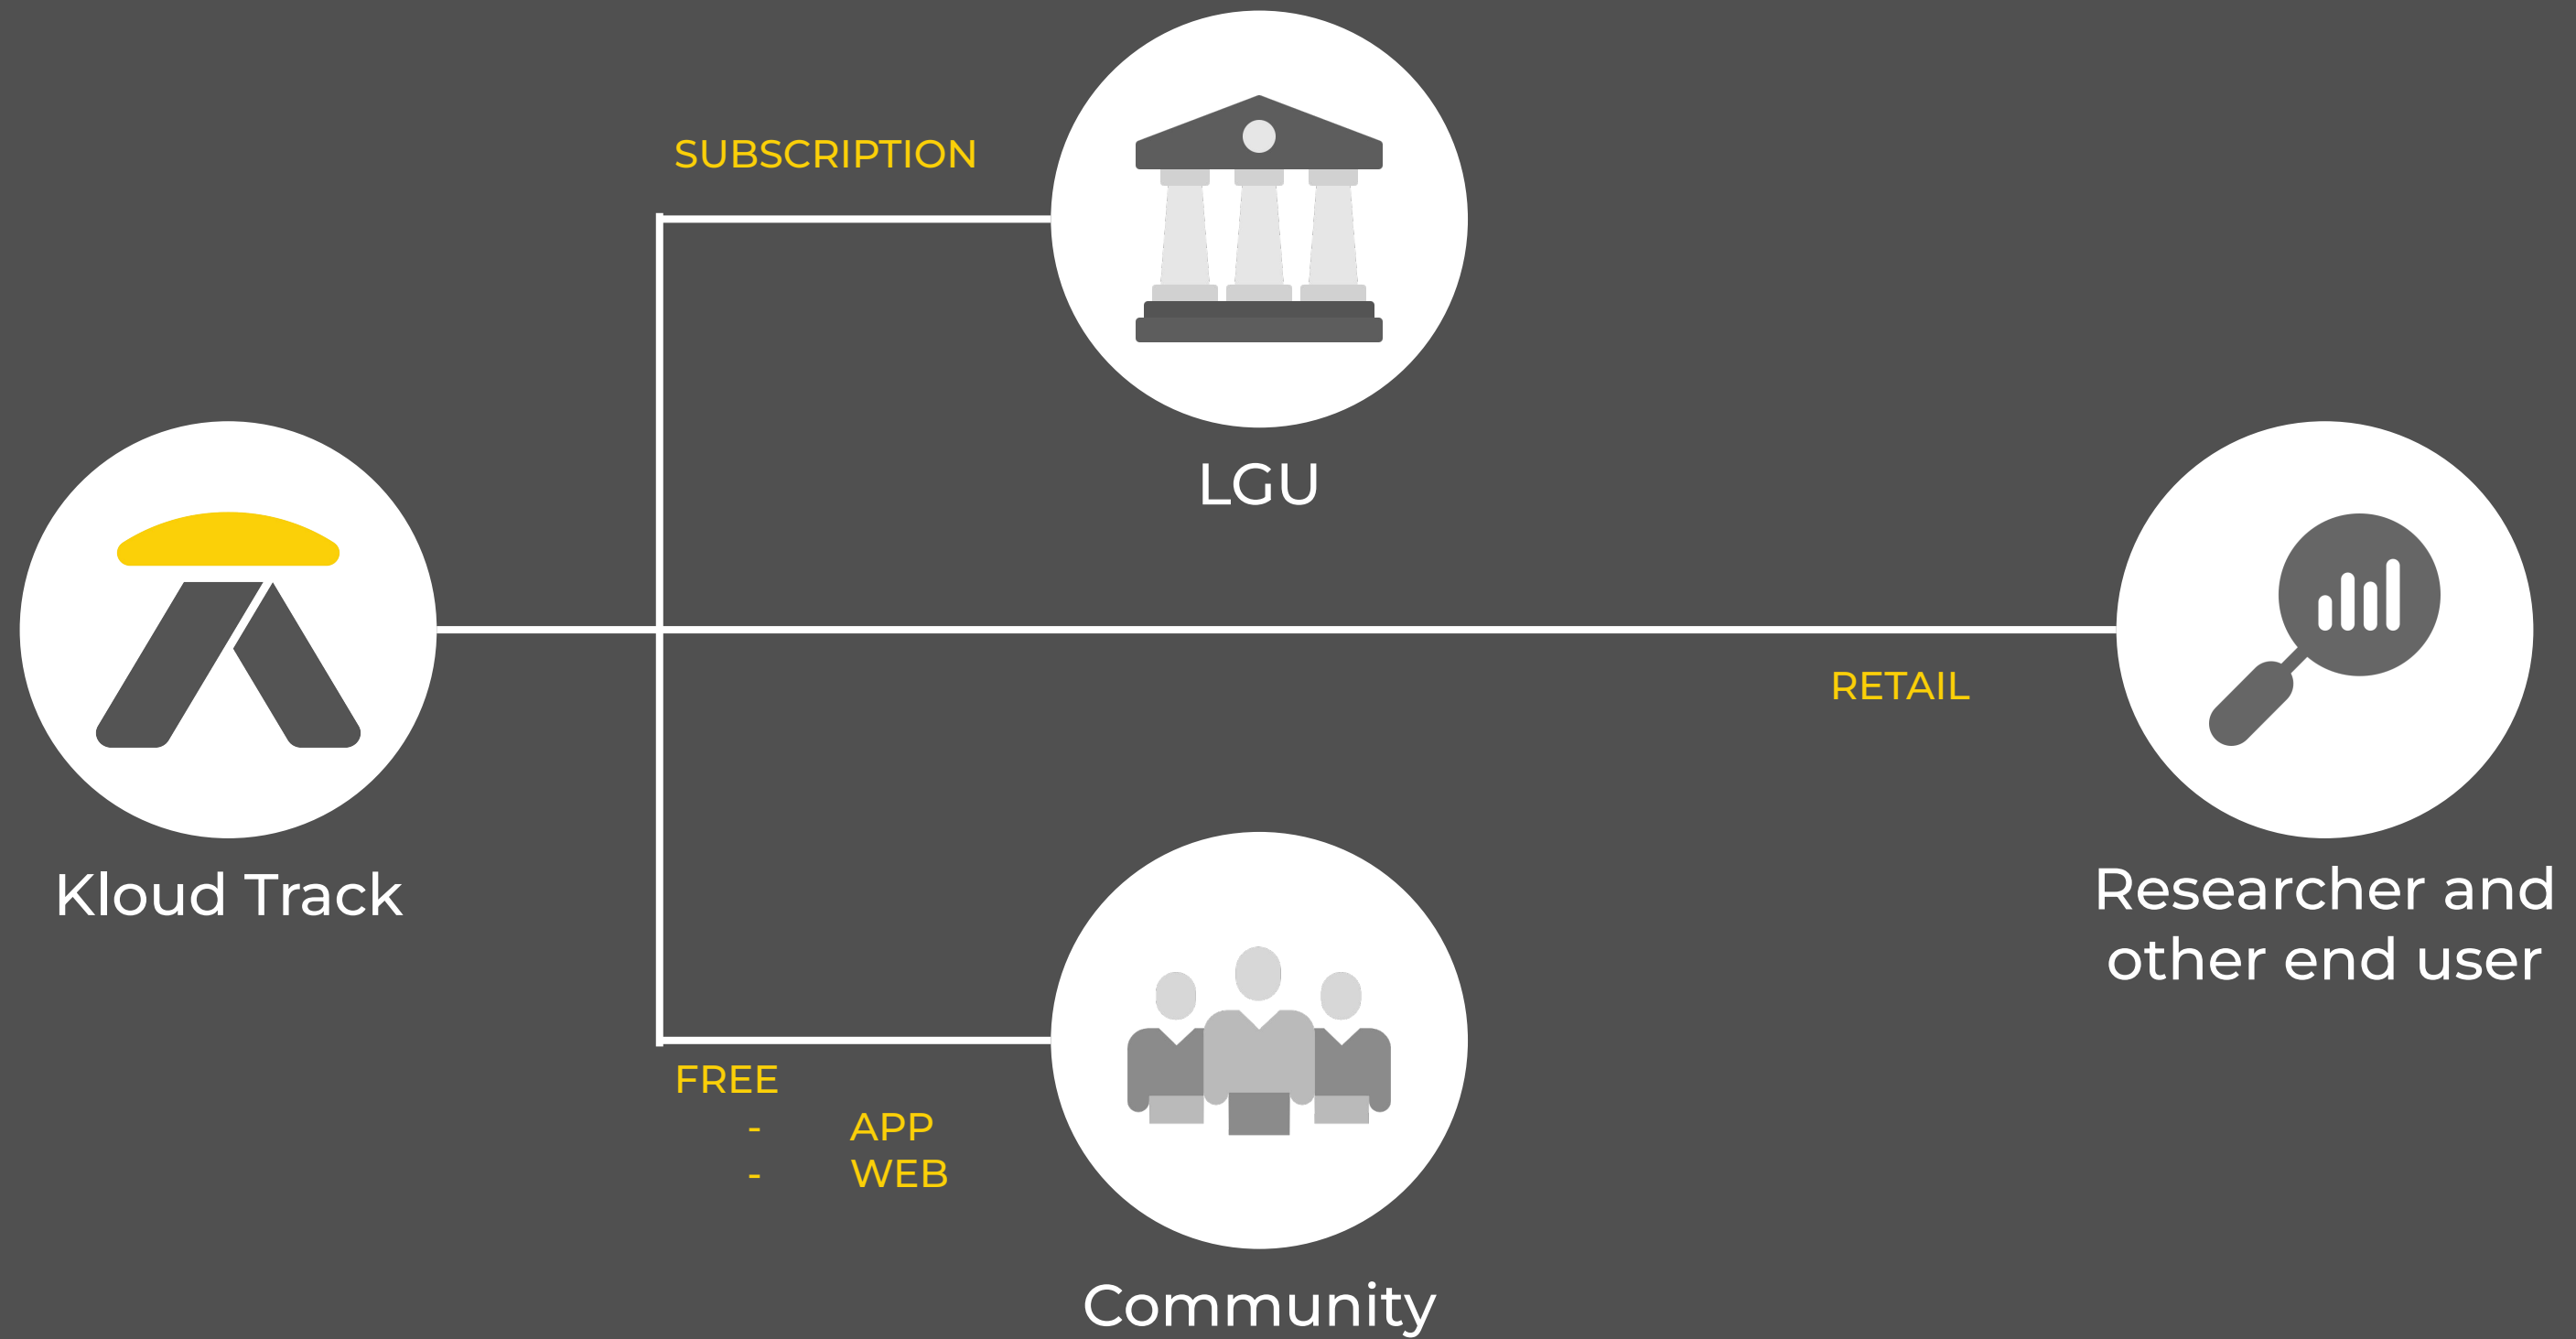 SUBSCRIPTION
LGU
Kloud Track
RETAIL
Researcher and
other end user
FREE
- APP
- WEB
Community